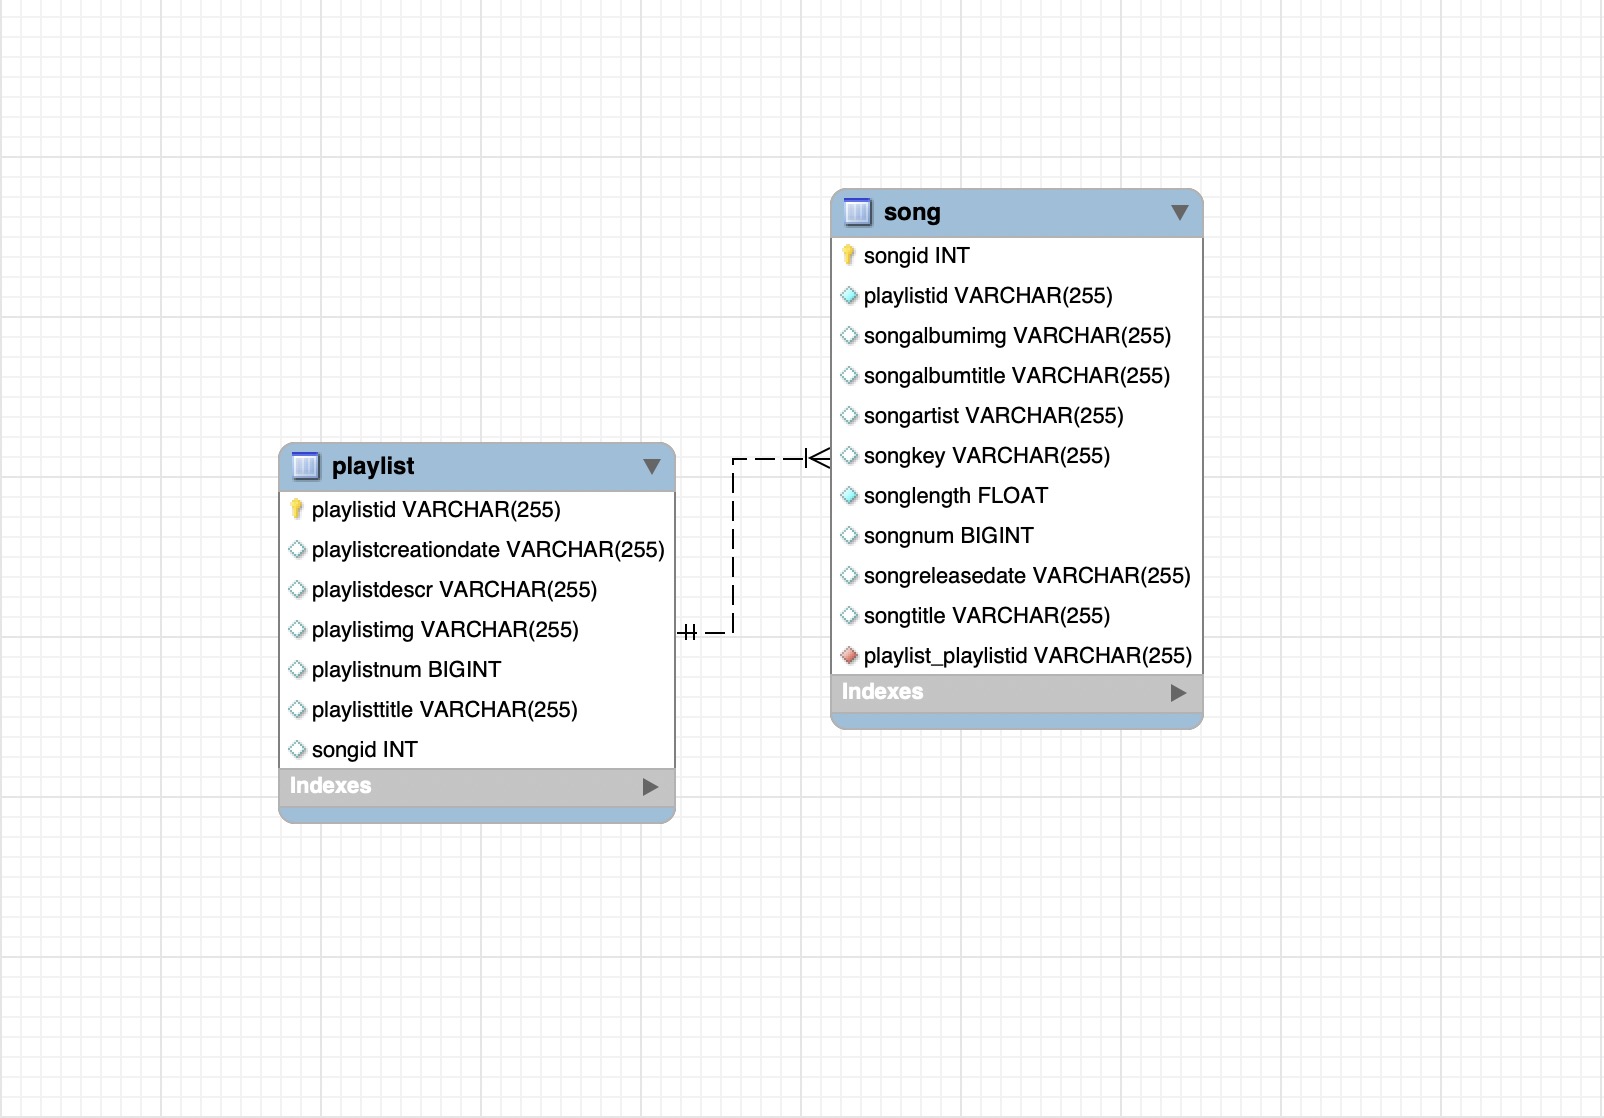 playlist
playlistid VARCHAR(255)
playlistcreationdate VARCHAR(255)
playlistdescr VARCHAR(255)
playlistimg VARCHAR(255)
playlistnum BIGINT
playlisttitle VARCHAR(255)
songid INT
Indexes
song
songid INT
playlistid VARCHAR(255)
songalbumimg VARCHAR(255)
songalbumtitle VARCHAR(255)
songartist VARCHAR(255)
songkey VARCHAR(255)
songlength FLOAT
songnum BIGINT
songreleasedate VARCHAR(255)
songtitle VARCHAR(255)
playlist_playlistid VARCHAR(255)
Indexes